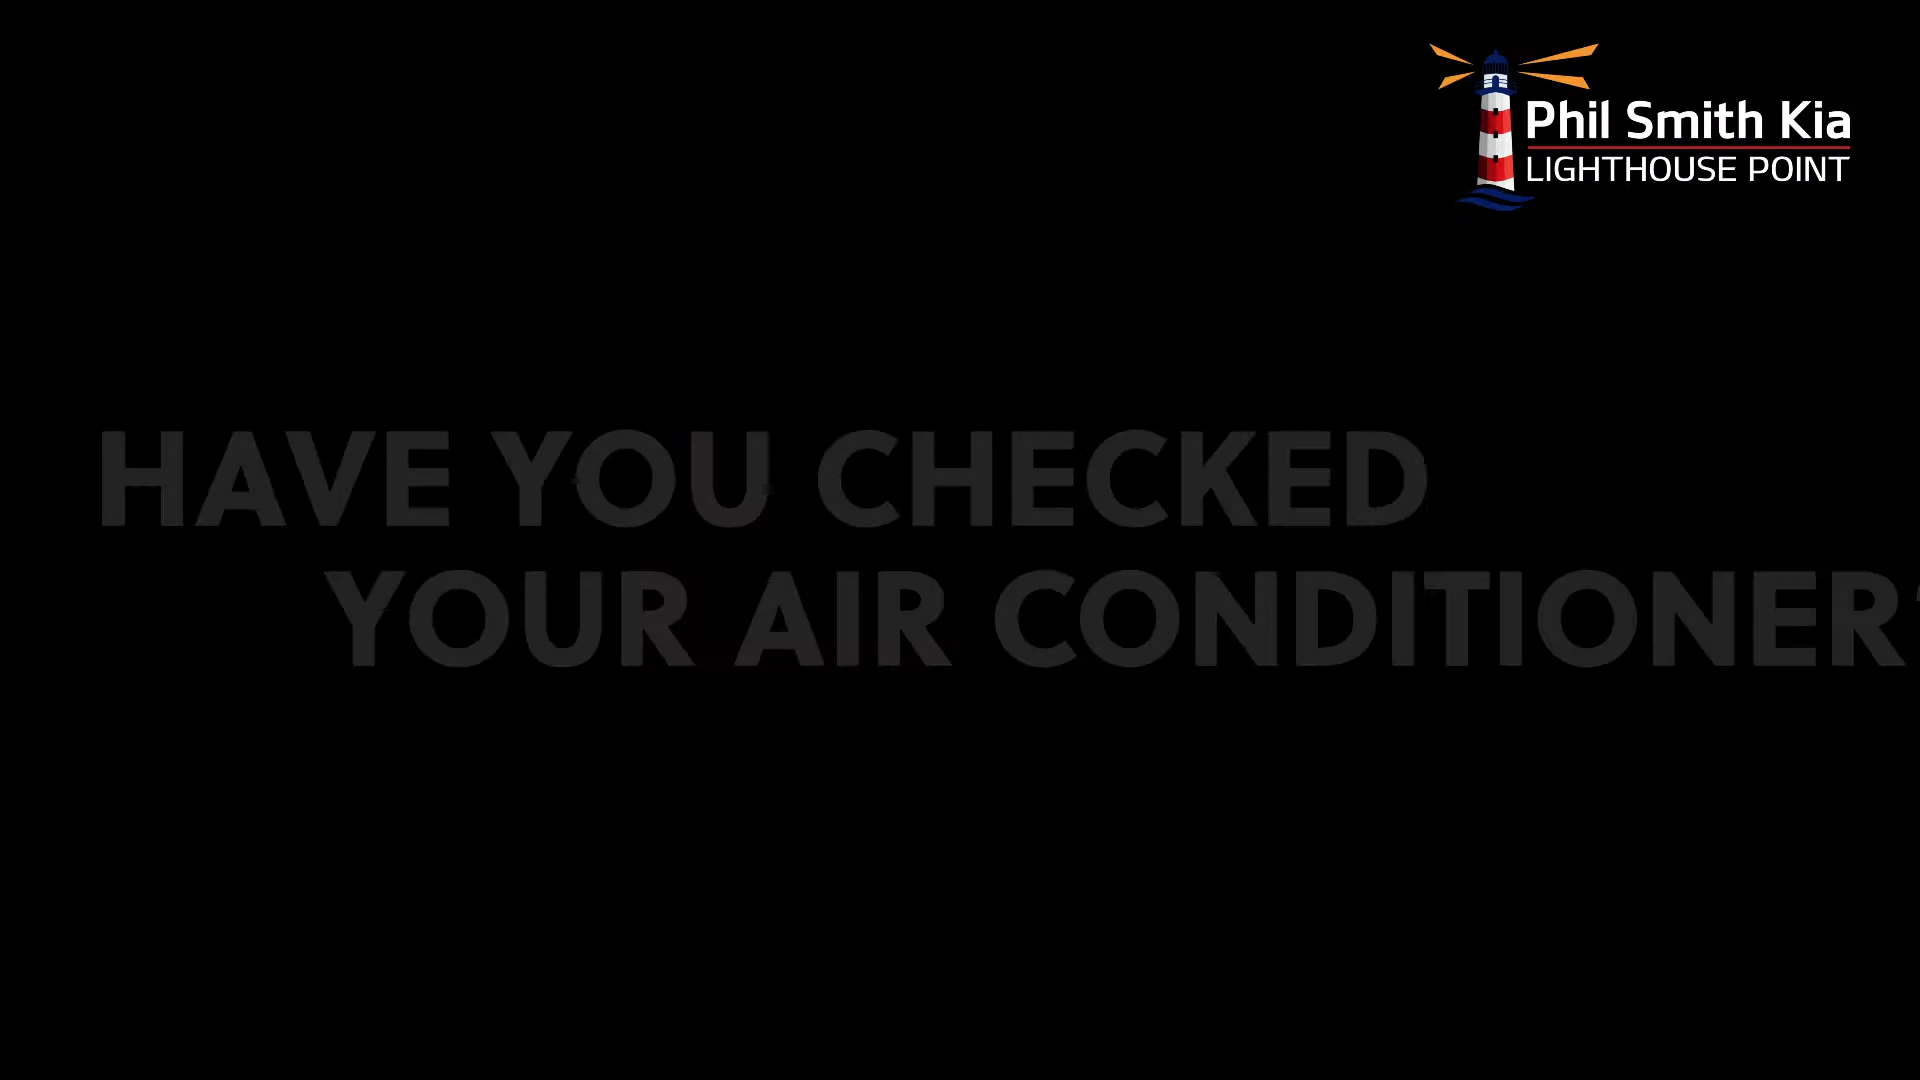 Phil Smith Kia
LIGHTHOUSE POINT
HAVE YOU CHECKED
YOUR AIR CONDITIONER?